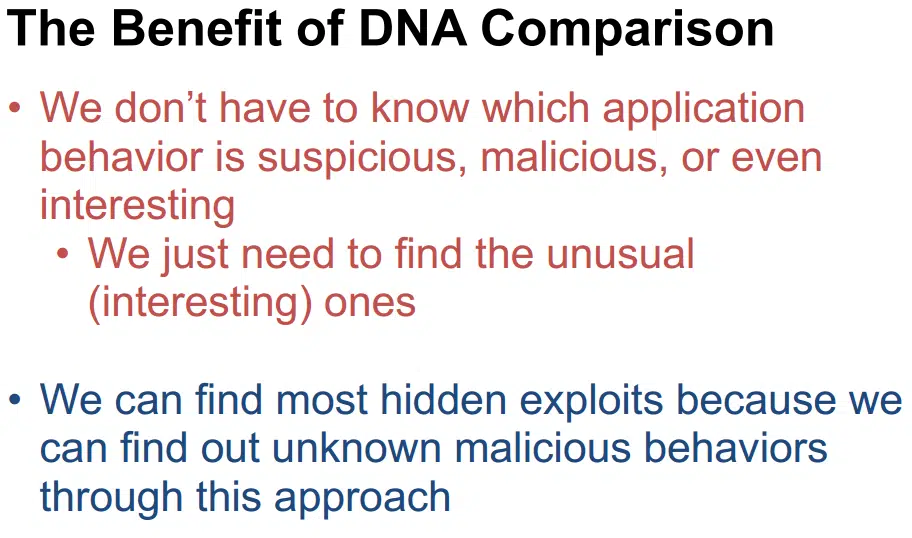 The Benefit of DNA Comparison
• We don’t have to know which application
behavior is suspicious, malicious, or even
interesting
• We just need to find the unusual
(interesting) ones
• We can find most hidden exploits because we
can find out unknown malicious behaviors
through this approach